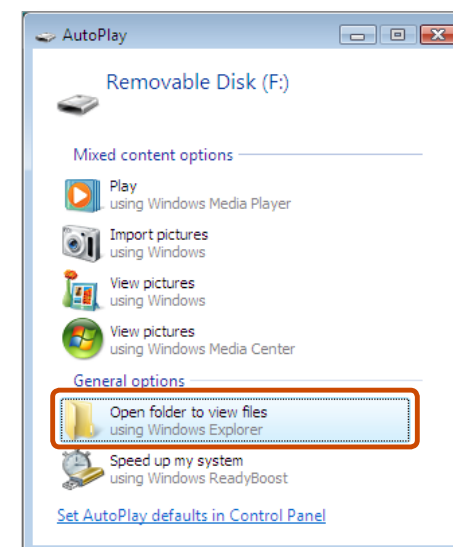 AutoPlay
Removable Disk (F:)
Mixed content options
Play
using Windows Media Player
Import pictures
using Windows
View pictures
using Windows
View pictures
using Windows Media Center
General options
Open folder to view files
using Windows Explorer
Speed up my system
using Windows ReadyBoost
Set AutoPlay defaults in Control Panel